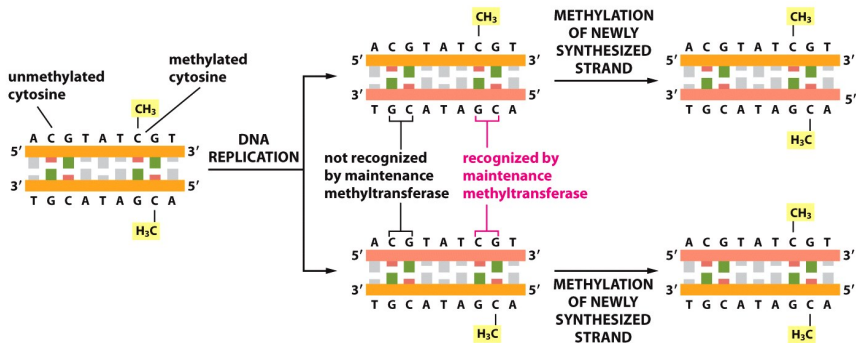 unmethylated
cytosine
methylated
cytosine
CH3
A C G T A T C G T
5′ 3′
3′ 5′
T G C A T A G C A
H3C
DNA
REPLICATION
CH3
A C G T A T C G T
5′ 3′
3′ 5′
T G C A T A G C A
not recognized
by maintenance
methyltransferase
recognized by
maintenance
methyltransferase
A C G T A T C G T
5′ 3′
3′ 5′
T G C A T A G C A
H3C
METHYLATION
OF NEWLY
SYNTHESIZED
STRAND
CH3
A C G T A T C G T
5′ 3′
3′ 5′
T G C A T A G C A
H3C
METHYLATION
OF NEWLY
SYNTHESIZED
STRAND
CH3
A C G T A T C G T
5′ 3′
3′ 5′
T G C A T A G C A
H3C